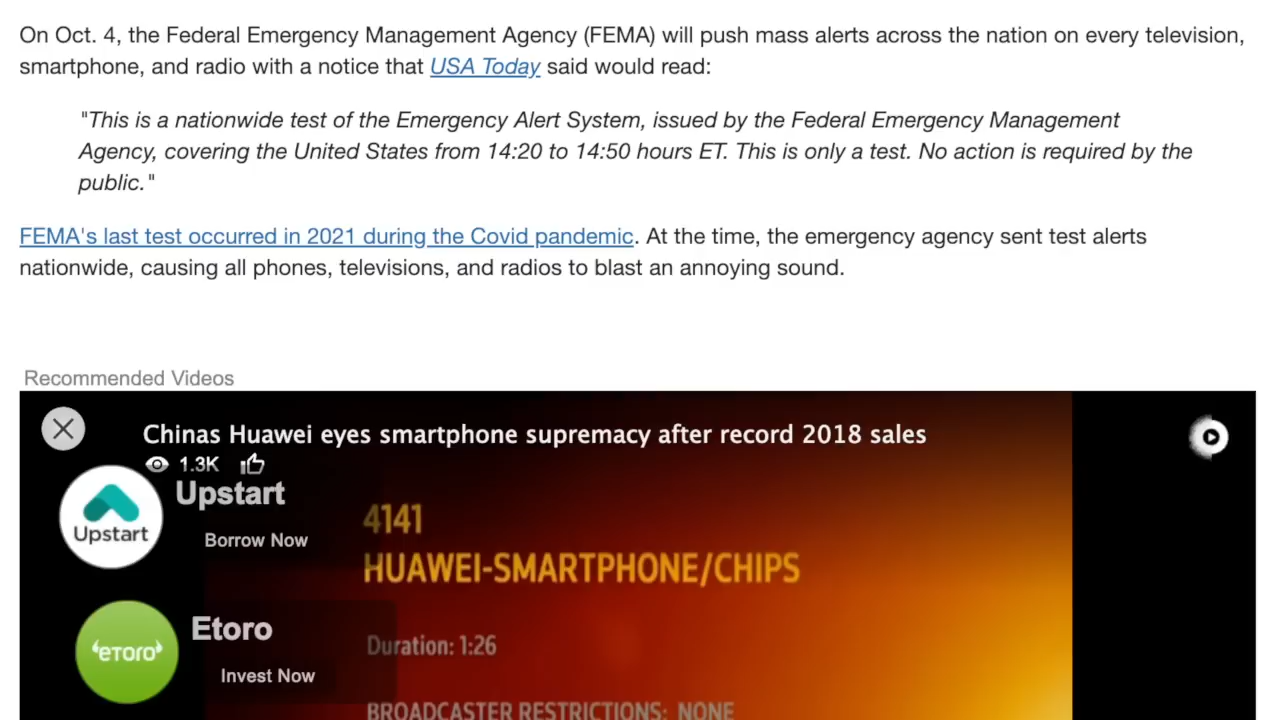 On Oct. 4, the Federal Emergency Management Agency (FEMA) will push mass alerts across the nation on every television,
smartphone, and radio with a notice that USA Today said would read:
"This is a nationwide test of the Emergency Alert System, issued by the Federal Emergency Management
Agency, covering the United States from 14:20 to 14:50 hours ET. This is only a test. No action is required by the
public."
FEMA's last test occurred in 2021 during the Covid pandemic. At the time, the emergency agency sent test alerts
nationwide, causing all phones, televisions, and radios to blast an annoying sound.
Recommended Videos
Chinas Huawei eyes smartphone supremacy after record 2018 sales
1.3K
Upstart
Upstart
Borrow Now
4141
HUAWEI-SMARTPHONE/CHIPS
Etoro
eToro
Invest Now
Duration: 1:26
BROADCASTER RESTRICTIONS: NONE